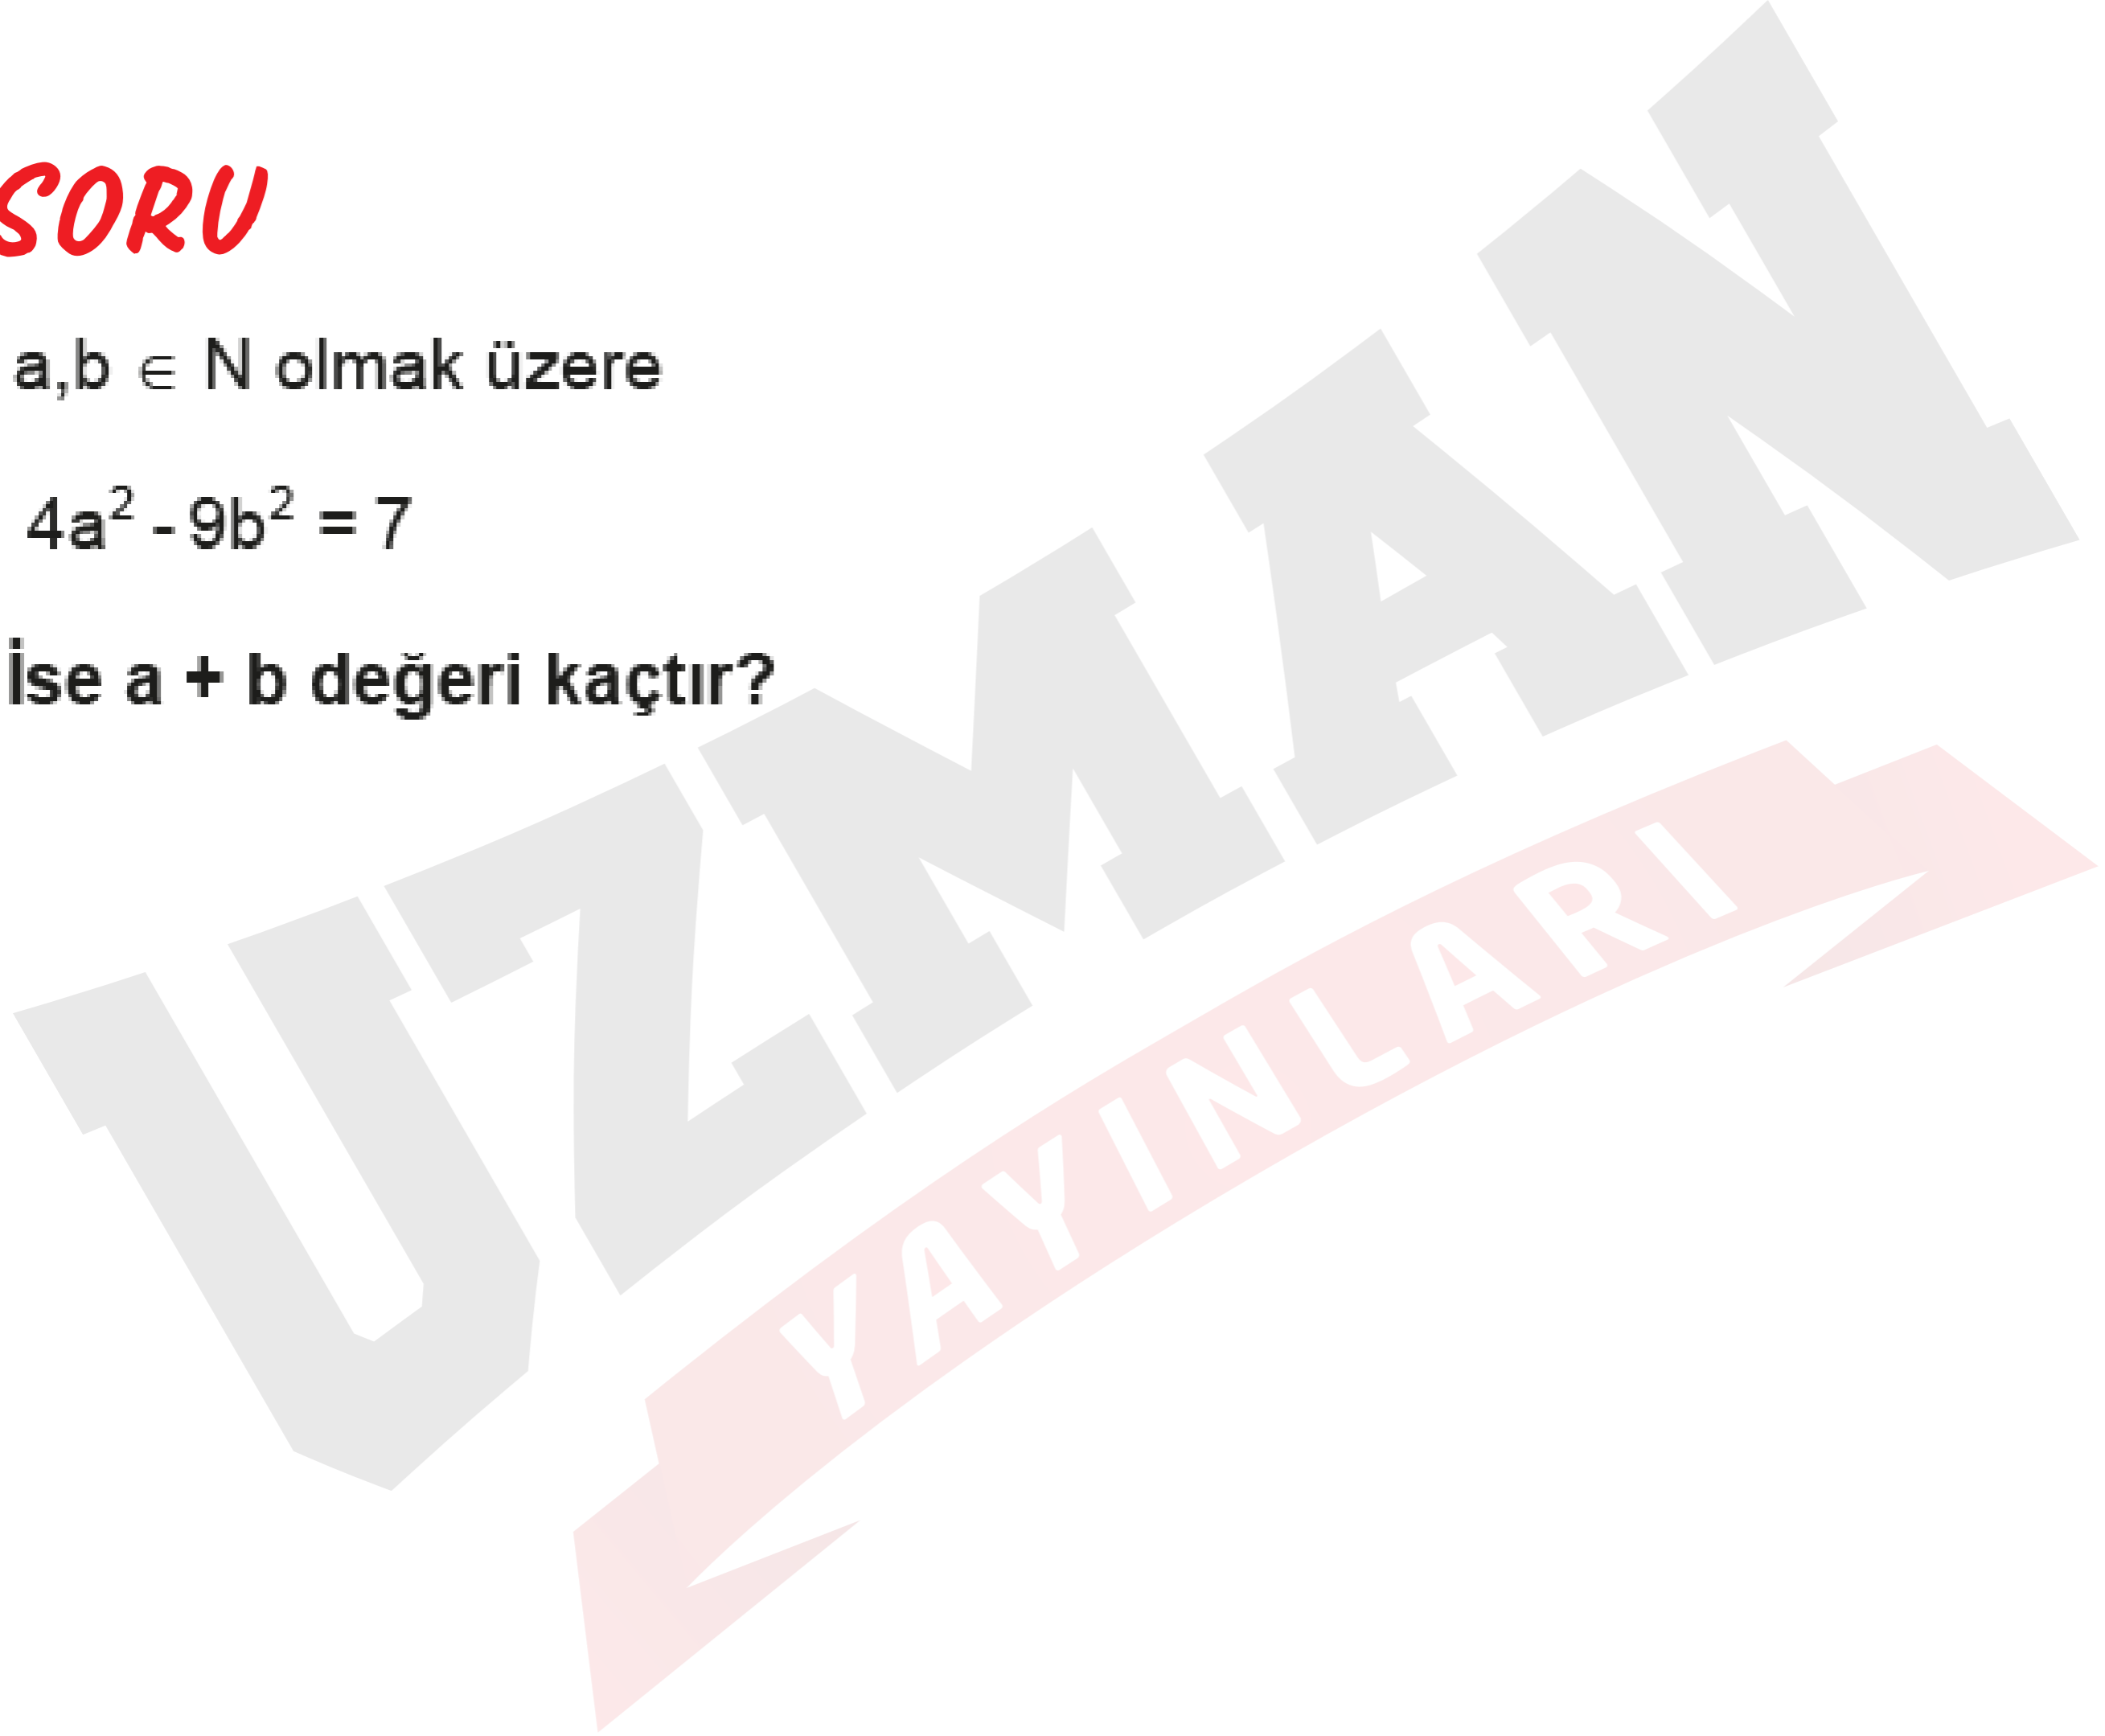 SORU
a,b ∈ N olmak üzere
4a² - 9b² = 7
İse a + b değeri kaçtır?
UZMAN
YAYINLARI